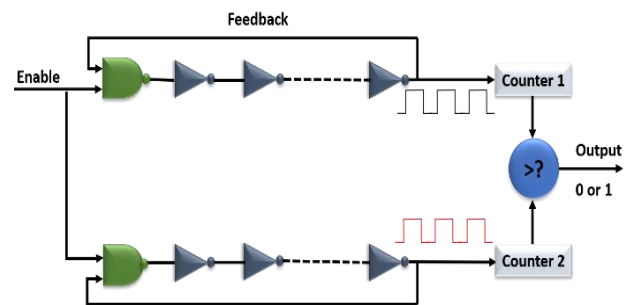 Feedback
Enable
Counter 1
>?
Output
0 or 1
Counter 2